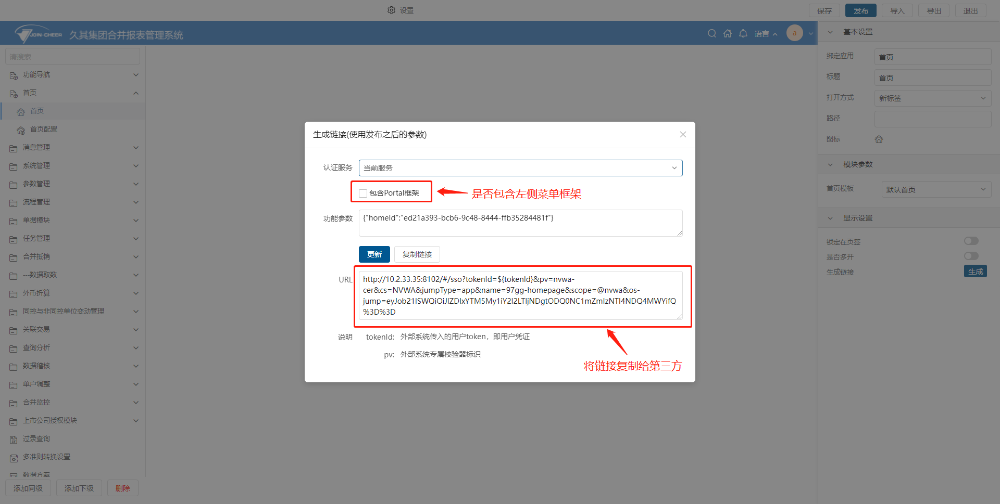 设置
保存
发布
导入
导出
退出
JOIN-CHEER
久其集团合并报表管理系统
语言
a
请搜索
功能导航
首页
首页
首页配置
消息管理
系统管理
参数管理
流程管理
单据模块
任务管理
合并抵销
---数据取数
外币折算
同控与非同控单位变动管理
关联交易
查询分析
数据稽核
单户调整
合并监控
上市公司授权模块
过录查询
多准则转换设置
数据方案
添加同级
添加下级
删除
生成链接(使用发布之后的参数)
认证服务
当前服务
包含Portal框架
是否包含左侧菜单框架
功能参数
{"homeId":"ed21a393-bcb6-9c48-8444-ffb35284481f"}
更新
复制链接
URL
http://10.2.33.35:8102/#/sso?tokenId=${tokenId}&pv=nvwa-
cer&cs=NVWA&jumpType=app&name=97gg-homepage&scope=@nvwa&os-
jump=eyJob21lSWQiOiJlZDIxYTM5My1iY2I2LTljNDgtODQ0NC1mZmIzNTI4NDQ4MWYifQ
%3D%3D
说明
tokenId: 外部系统传入的用户token，即用户凭证
pv: 外部系统专属校验器标识
将链接复制给第三方
基本设置
绑定应用
首页
标题
首页
打开方式
新标签
路径
图标
模块参数
首页模板
默认首页
显示设置
锁定在页签
是否多开
生成链接
生成